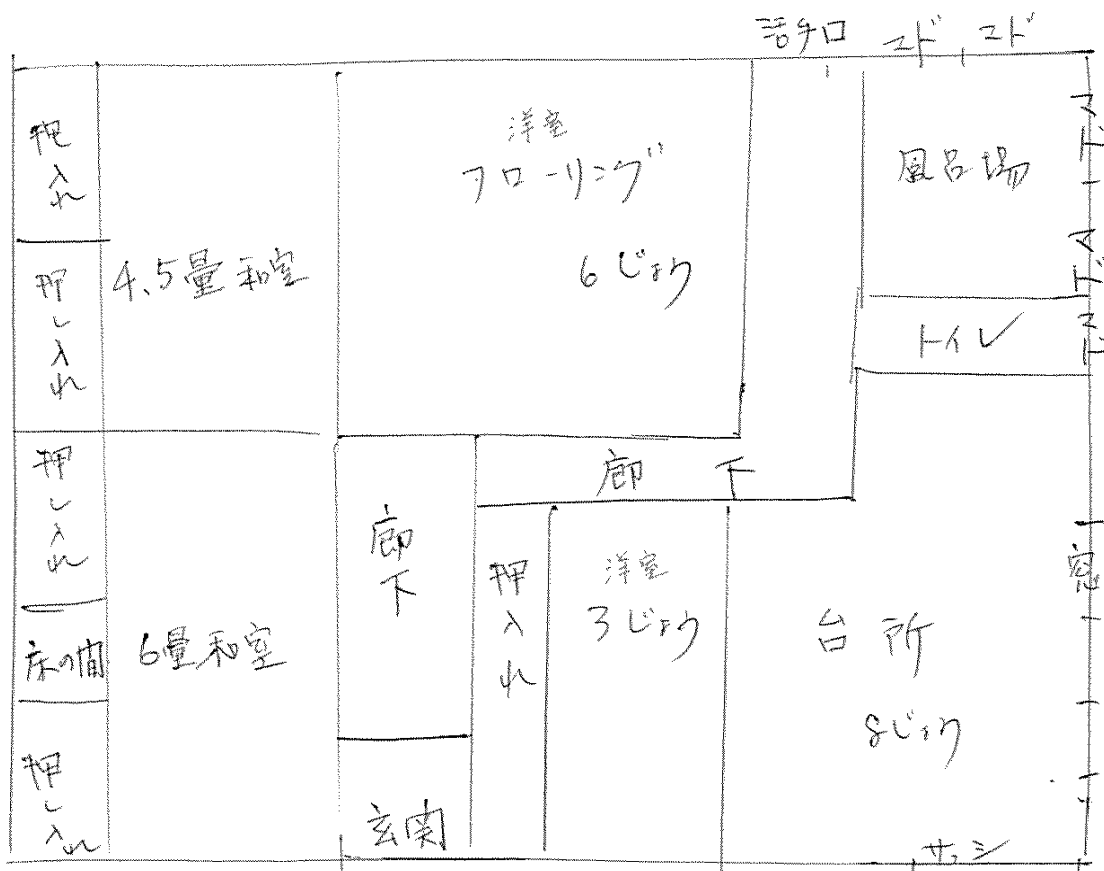 マド マド
押入れ
洋室
フローリング
6じょう
マド
風呂場
マド
4.5畳和室
押し入れ
トイレ
マド
押し入れ
廊下
廊下
押入れ
洋室
3じょう
窓
台所
8じょう
床の間
6畳和室
押し入れ
玄関
サッシ